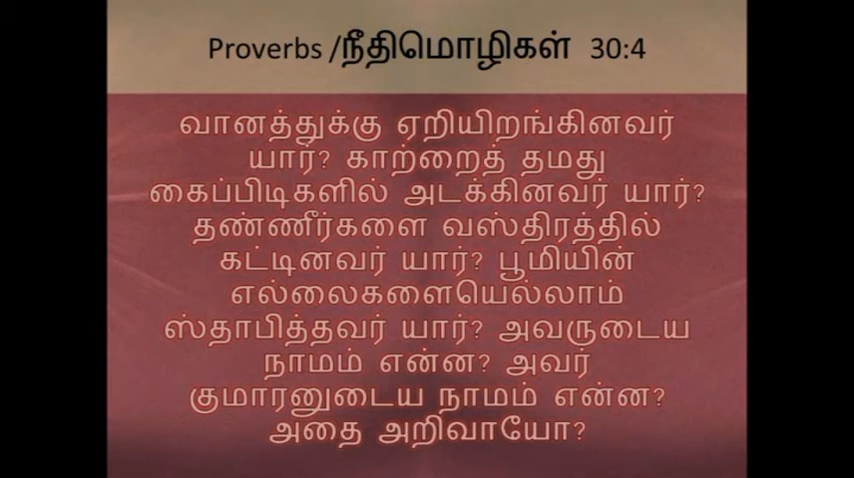 Proverbs /நீதிமொழிகள் 30:4
வானத்துக்கு ஏறியிறங்கினவர்
யார்? காற்றைத் தமது
கைப்பிடிகளில் அடக்கினவர் யார்?
தண்ணீர்களை வஸ்திரத்தில்
கட்டினவர் யார்? பூமியின்
எல்லைகளையெல்லாம்
ஸ்தாபித்தவர் யார்? அவருடைய
நாமம் என்ன? அவர்
குமாரனுடைய நாமம் என்ன?
அதை அறிவாயோ?